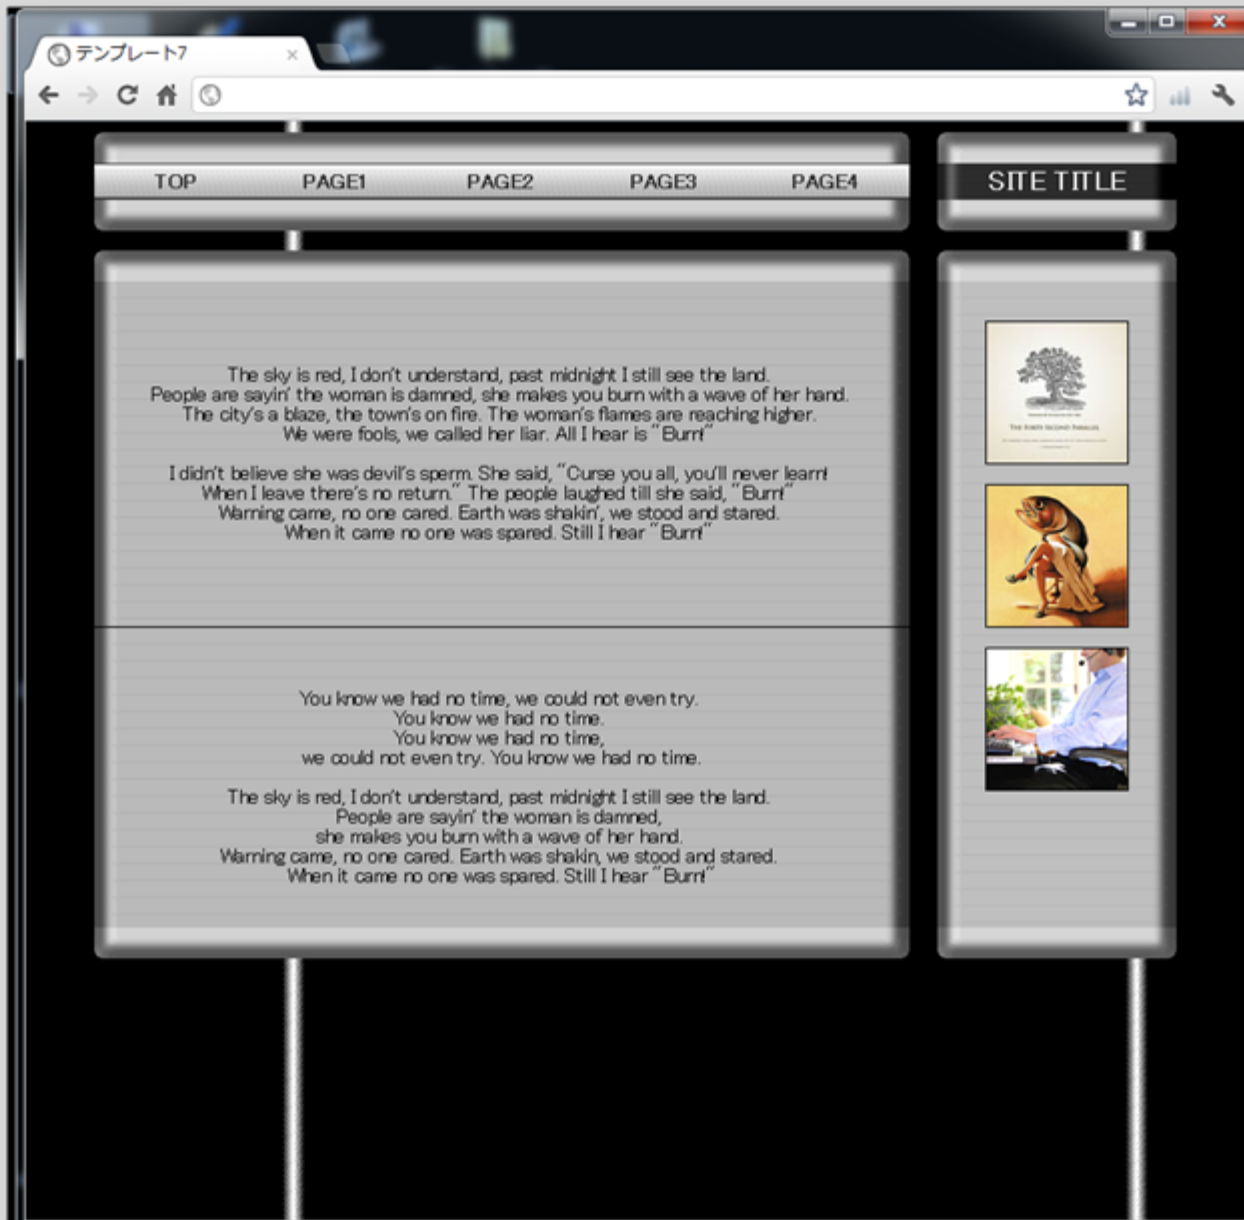 テンプレート7
TOP PAGE1 PAGE2 PAGE3 PAGE4
SITE TITLE
The sky is red, I don't understand, past midnight I still see the land.
People are sayin' the woman is damned, she makes you burn with a wave of her hand.
The city's a blaze, the town's on fire. The woman's flames are reaching higher.
We were fools, we called her liar. All I hear is "Burn!"
I didn't believe she was devil's sperm. She said, "Curse you all, you'll never learn!
When I leave there's no return." The people laughed till she said, "Burn!"
Warning came, no one cared. Earth was shakin', we stood and stared.
When it came no one was spared. Still I hear "Burn!"
You know we had no time, we could not even try.
You know we had no time.
You know we had no time,
we could not even try. You know we had no time.
The sky is red, I don't understand, past midnight I still see the land.
People are sayin' the woman is damned,
she makes you burn with a wave of her hand.
Warning came, no one cared. Earth was shakin, we stood and stared.
When it came no one was spared. Still I hear "Burn!"
The Forty Second Parallel